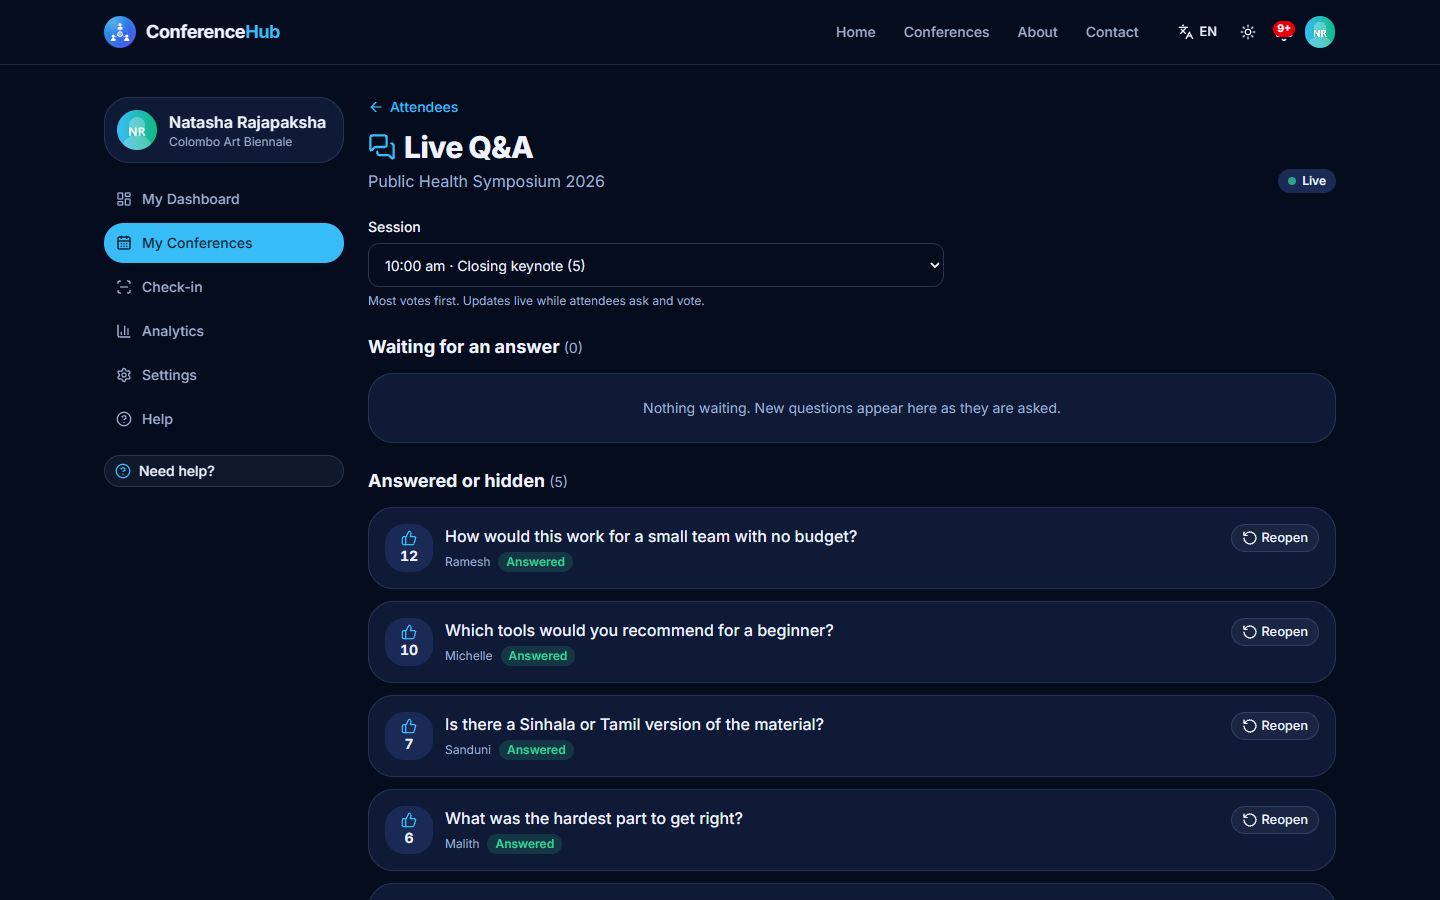 ConferenceHub
Home
Conferences
About
Contact
EN
9+
NR
NR
Natasha Rajapaksha
Colombo Art Biennale
My Dashboard
My Conferences
Check-in
Analytics
Settings
Help
Need help?
Attendees
Live Q&A
Public Health Symposium 2026
Live
Session
10:00 am · Closing keynote (5)
Most votes first. Updates live while attendees ask and vote.
Waiting for an answer (0)
Nothing waiting. New questions appear here as they are asked.
Answered or hidden (5)
12
How would this work for a small team with no budget?
Ramesh Answered
Reopen
10
Which tools would you recommend for a beginner?
Michelle Answered
Reopen
7
Is there a Sinhala or Tamil version of the material?
Sanduni Answered
Reopen
6
What was the hardest part to get right?
Malith Answered
Reopen